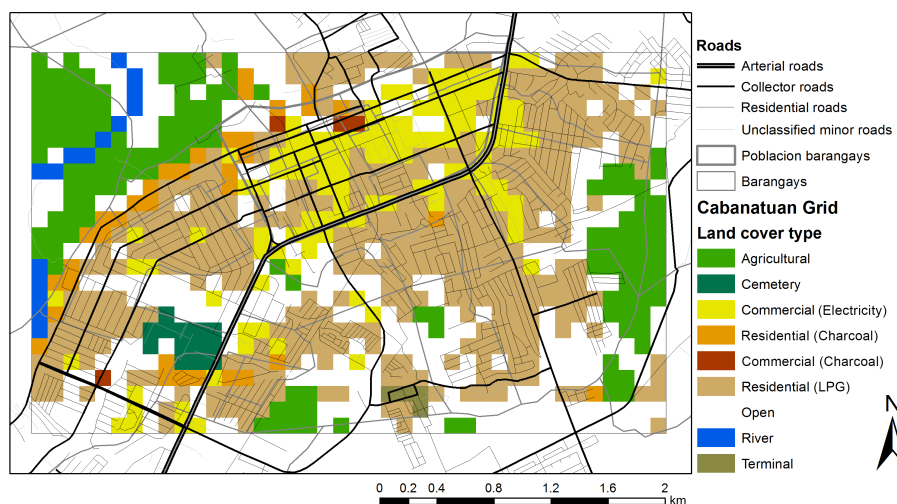 Roads
Arterial roads
Collector roads
Residential roads
Unclassified minor roads
Poblacion barangays
Barangays
Cabanatuan Grid
Land cover type
Agricultural
Cemetery
Commercial (Electricity)
Residential (Charcoal)
Commercial (Charcoal)
Residential (LPG)
Open
River
Terminal
N
0 0.2 0.4 0.8 1.2 1.6 2
km